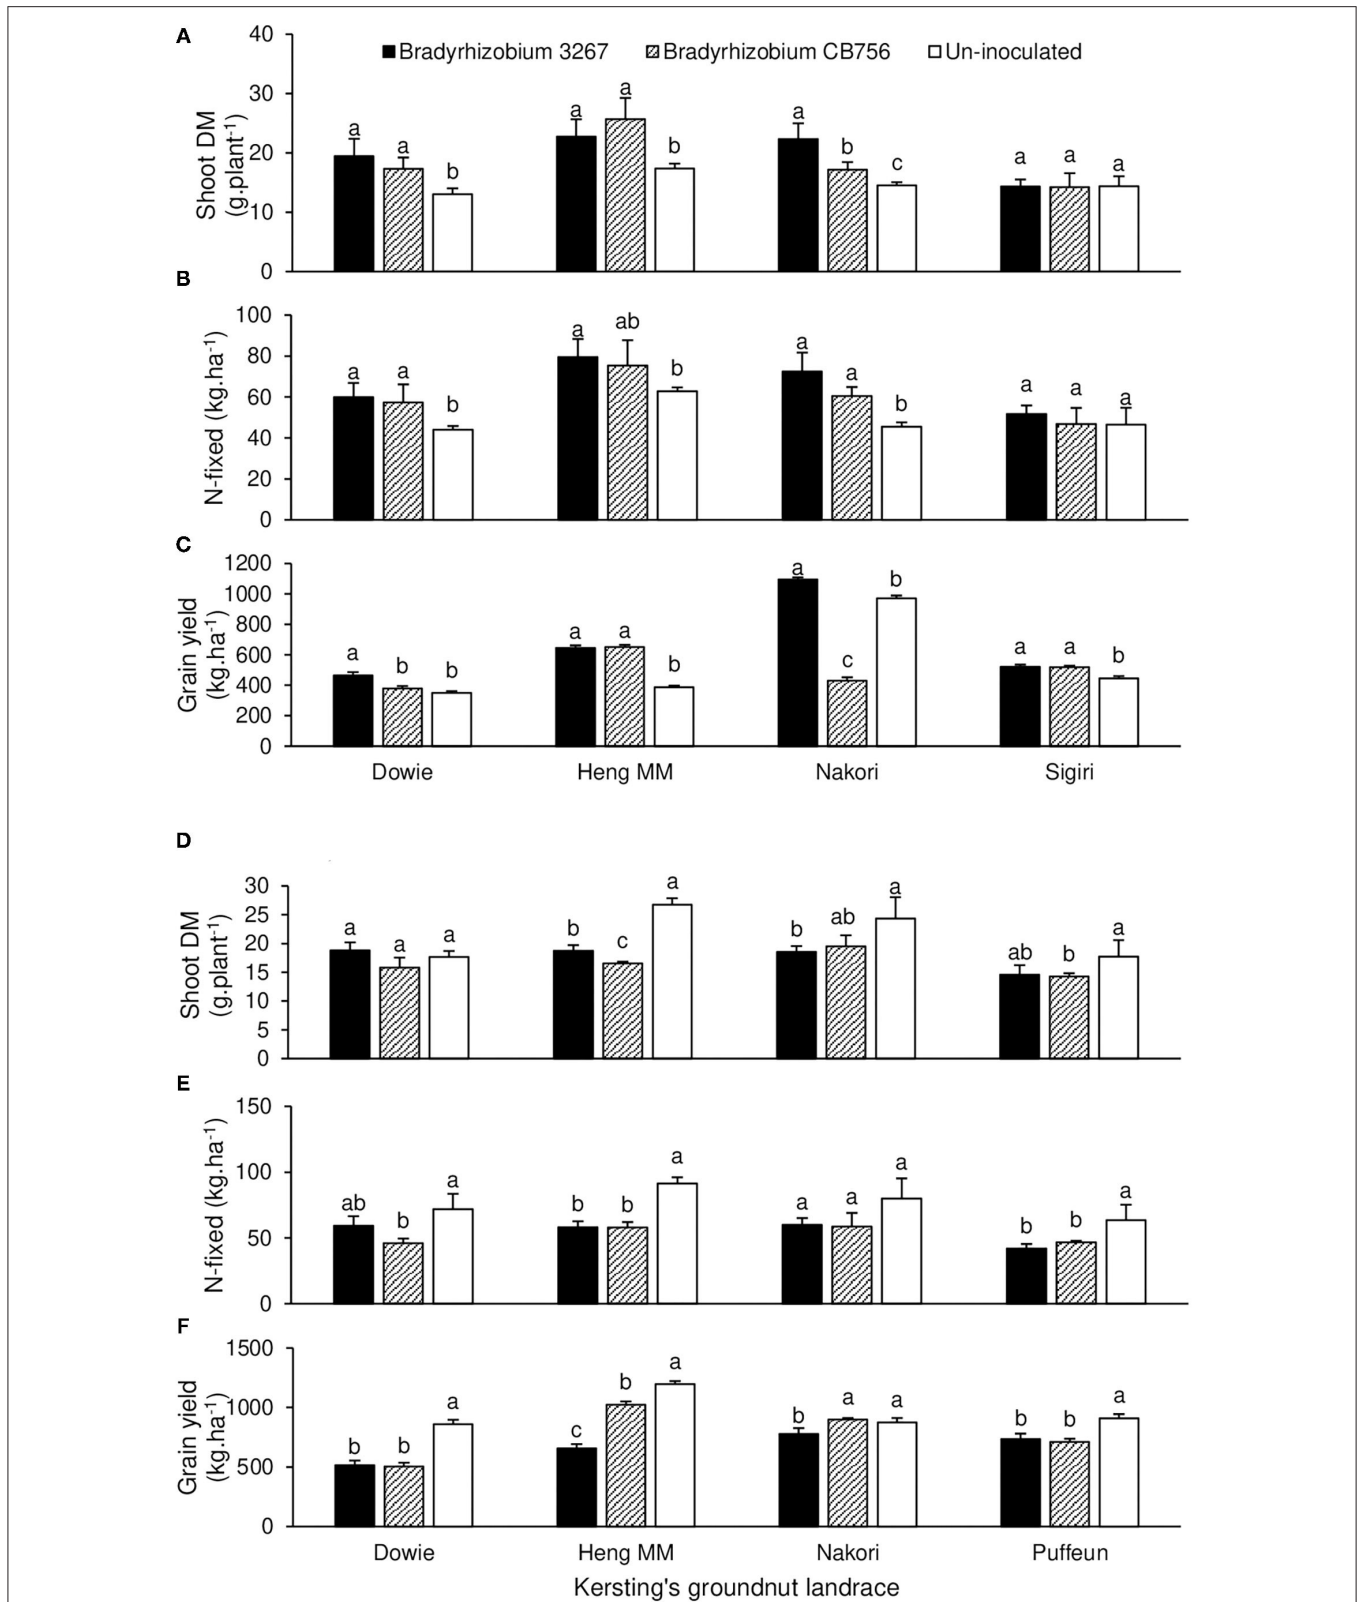 A
40
■ Bradyrhizobium 3267 ▨ Bradyrhizobium CB756 □ Un-inoculated
30
20
10
0
Shoot DM
(g.plant-1)
a a b
a a b
a b c
a a a
B
100
80
60
40
20
0
N-fixed (kg.ha-1)
a a b
a ab b
a a b
a a a
C
1200
1000
800
600
400
200
0
Grain yield
(kg.ha-1)
a b b
a a b
a c b
a a b
Dowie Heng MM Nakori Sigiri
D
30
25
20
15
10
5
0
Shoot DM
(g.plant-1)
a a a
b c a
b ab a
ab b a
E
150
100
50
0
N-fixed (kg.ha-1)
ab b a
b b a
a a a
b b a
F
1500
1000
500
0
Grain yield
(kg.ha-1)
b b a
c b a
b a a
b b a
Dowie Heng MM Nakori Puffeun
Kersting's groundnut landrace